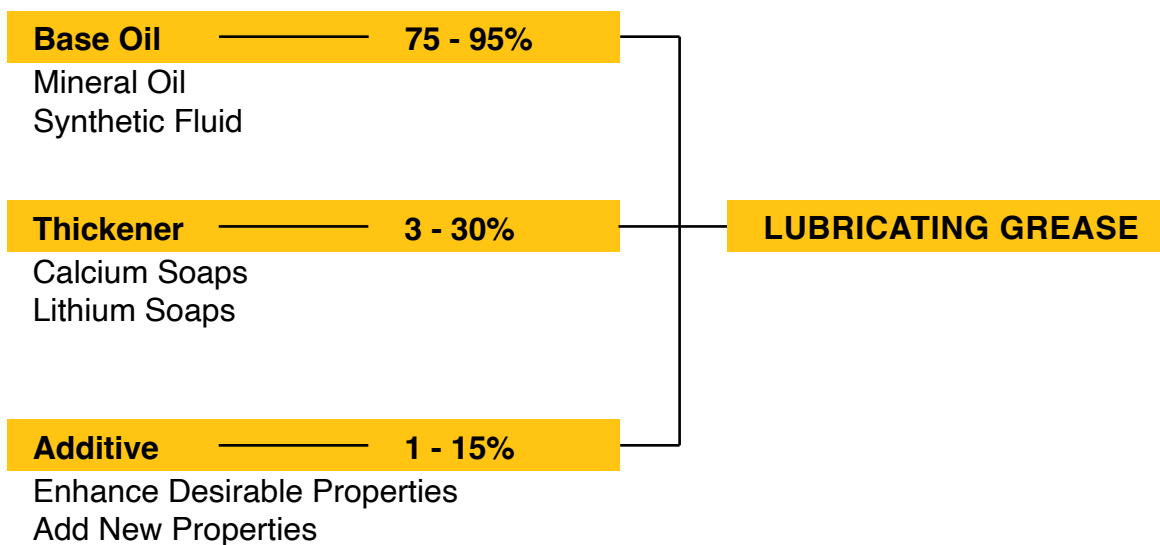 Base Oil 75 - 95%
Mineral Oil
Synthetic Fluid
Thickener 3 - 30%
LUBRICATING GREASE
Calcium Soaps
Lithium Soaps
Additive 1 - 15%
Enhance Desirable Properties
Add New Properties